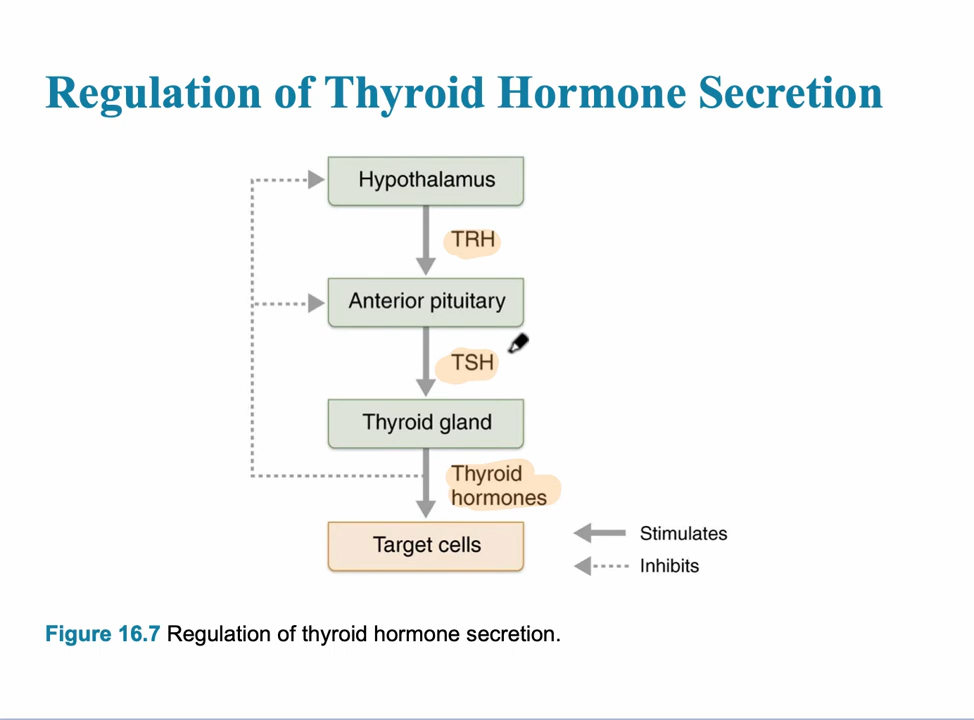 Regulation of Thyroid Hormone Secretion
Hypothalamus
TRH
Anterior pituitary
TSH
Thyroid gland
Thyroid
hormones
Target cells
Stimulates
Inhibits
Figure 16.7 Regulation of thyroid hormone secretion.